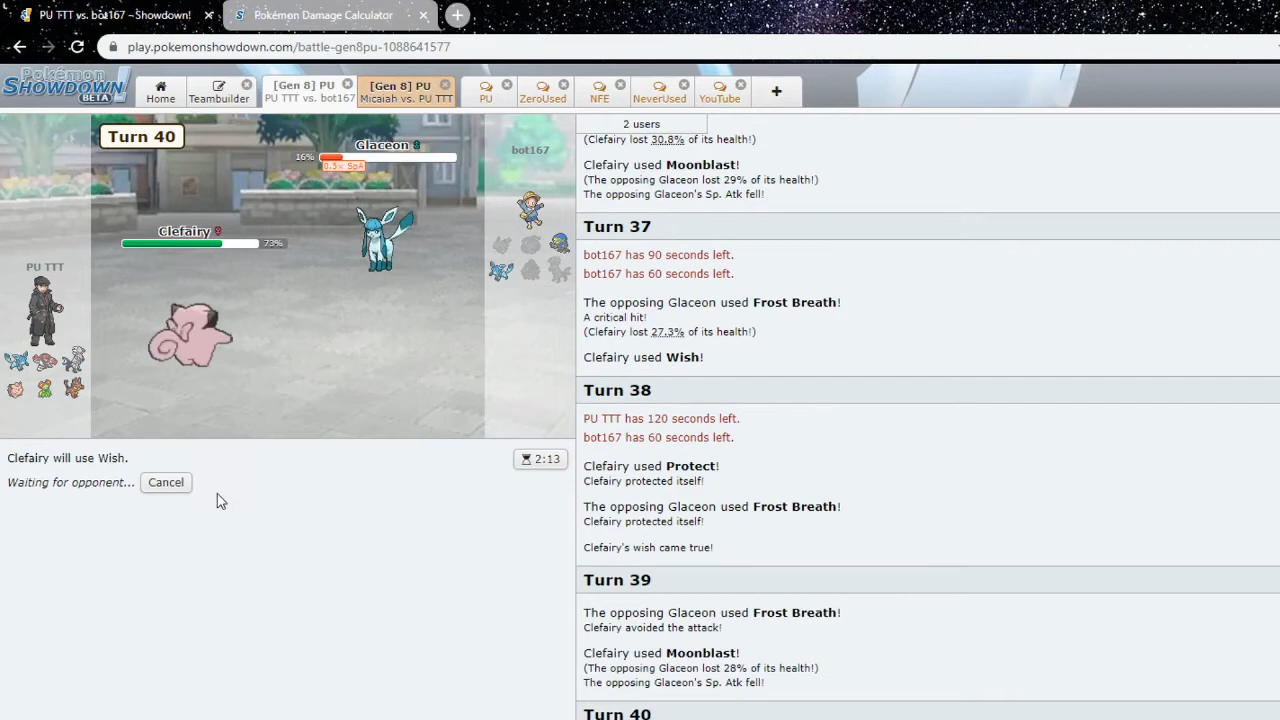 PU TTT vs. bot167 – Showdown!
Pokémon Damage Calculator
play.pokemonshowdown.com/battle-gen8pu-1088641577
Pokémon
SHOWDOWN
BETA
Home
Teambuilder
[Gen 8] PU
PU TTT vs. bot167
[Gen 8] PU
Micaiah vs. PU TTT
PU
ZeroUsed
NFE
NeverUsed
YouTube
Turn 40
Glaceon
16%
0.5× SpA
Clefairy
73%
PU TTT
bot167
Clefairy will use Wish.
Waiting for opponent... Cancel
2:13
2 users
(Clefairy lost 30.8% of its health!)
Clefairy used Moonblast!
(The opposing Glaceon lost 29% of its health!)
The opposing Glaceon's Sp. Atk fell!
Turn 37
bot167 has 90 seconds left.
bot167 has 60 seconds left.
The opposing Glaceon used Frost Breath!
A critical hit!
(Clefairy lost 27.3% of its health!)
Clefairy used Wish!
Turn 38
PU TTT has 120 seconds left.
bot167 has 60 seconds left.
Clefairy used Protect!
Clefairy protected itself!
The opposing Glaceon used Frost Breath!
Clefairy protected itself!
Clefairy's wish came true!
Turn 39
The opposing Glaceon used Frost Breath!
Clefairy avoided the attack!
Clefairy used Moonblast!
(The opposing Glaceon lost 28% of its health!)
The opposing Glaceon's Sp. Atk fell!
Turn 40